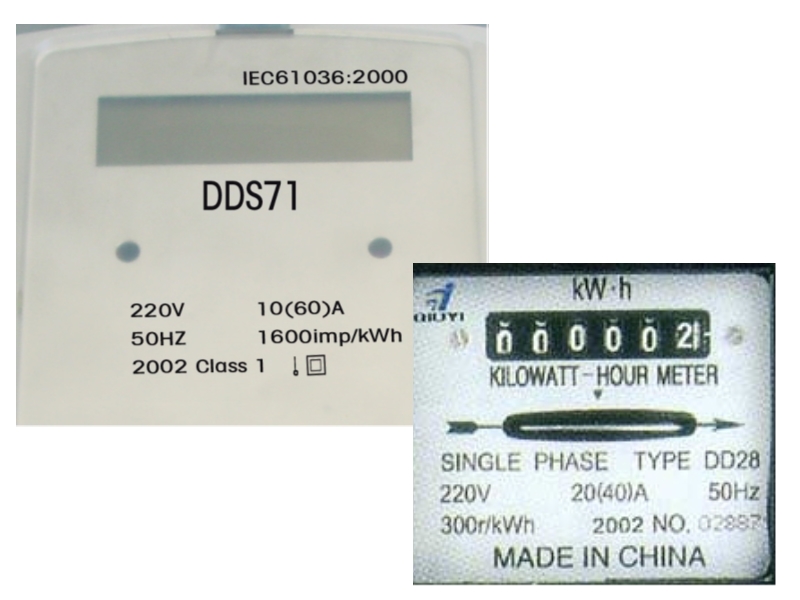 IEC61036:2000
DDS71
220V 10(60)A
50HZ 1600imp/kWh
2002 Class 1
kW·h
QIUYI
0 0 0 0 0 2
KILOWATT-HOUR METER
SINGLE PHASE TYPE DD28
220V 20(40)A 50Hz
300r/kWh 2002 NO.
MADE IN CHINA